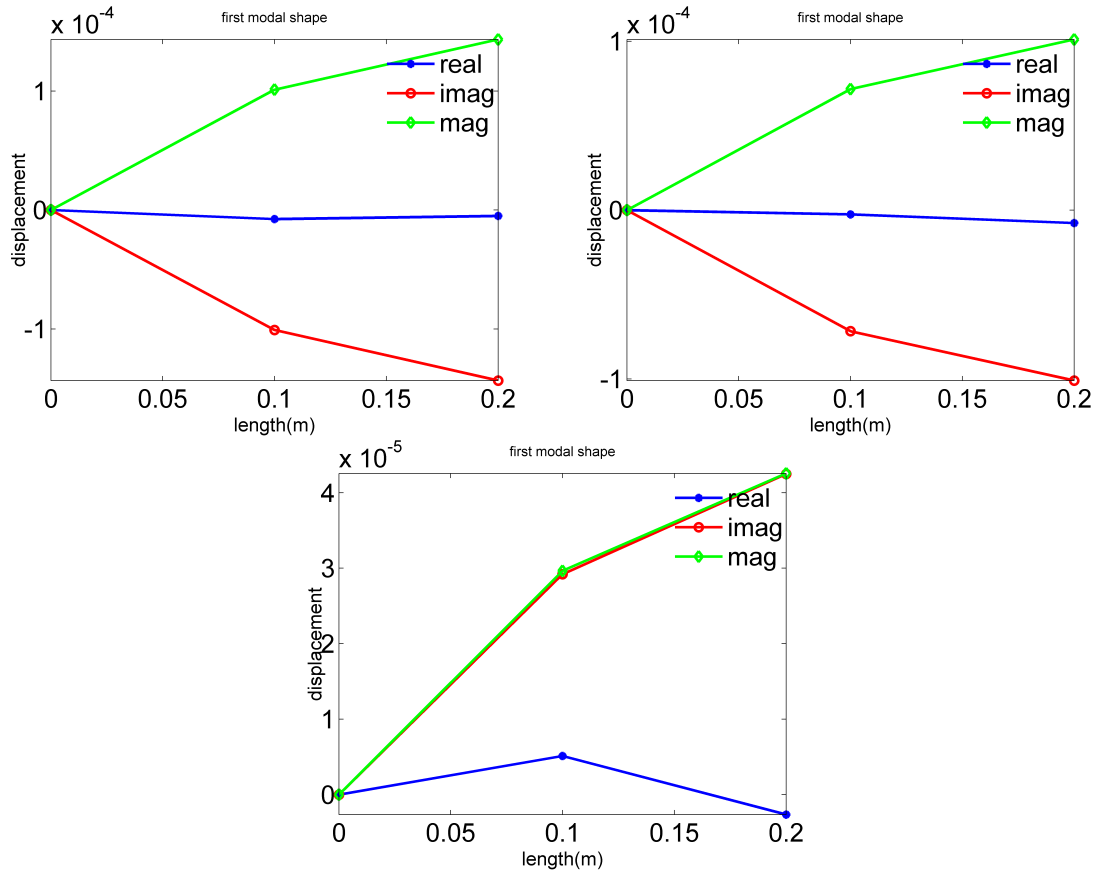 first modal shape
x 10^-4
real
imag
mag
1
0
-1
displacement
0 0.05 0.1 0.15 0.2
length(m)
first modal shape
x 10^-4
real
imag
mag
1
0
-1
displacement
0 0.05 0.1 0.15 0.2
length(m)
first modal shape
x 10^-5
real
imag
mag
4
3
2
1
0
displacement
0 0.05 0.1 0.15 0.2
length(m)